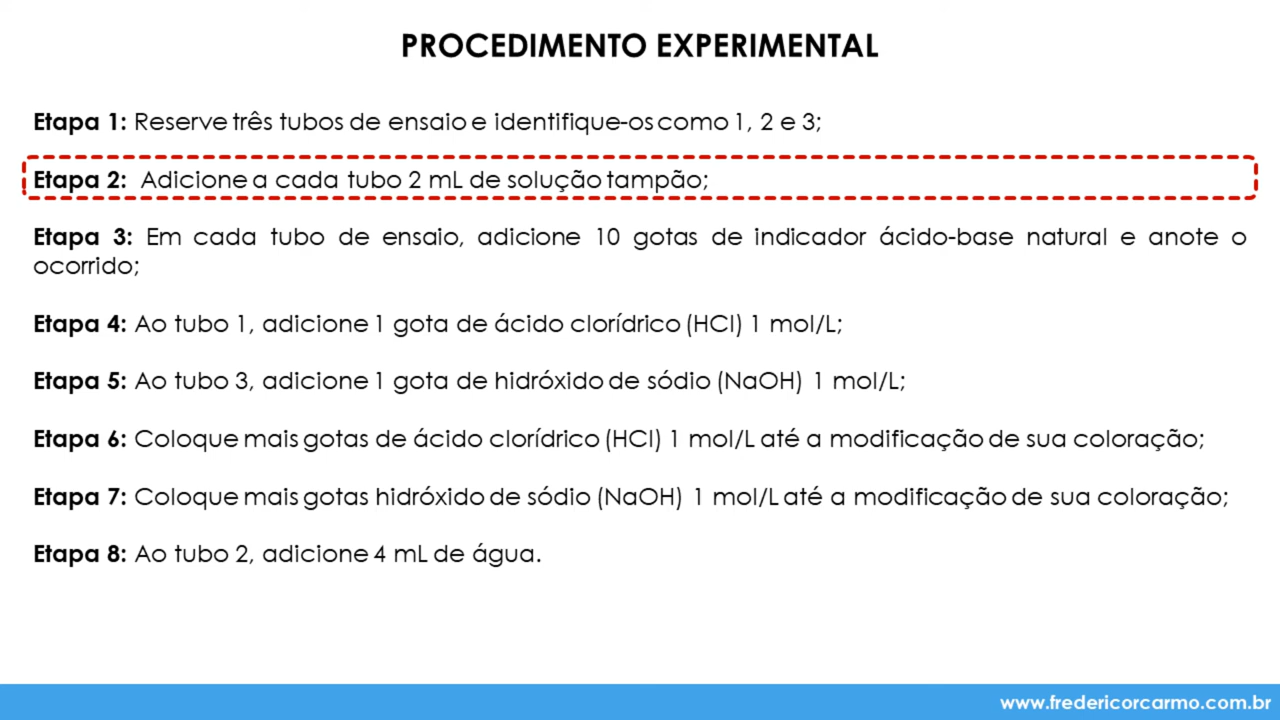 PROCEDIMENTO EXPERIMENTAL
Etapa 1: Reserve três tubos de ensaio e identifique-os como 1, 2 e 3;
Etapa 2: Adicione a cada tubo 2 mL de solução tampão;
Etapa 3: Em cada tubo de ensaio, adicione 10 gotas de indicador ácido-base natural e anote o
ocorrido;
Etapa 4: Ao tubo 1, adicione 1 gota de ácido clorídrico (HCl) 1 mol/L;
Etapa 5: Ao tubo 3, adicione 1 gota de hidróxido de sódio (NaOH) 1 mol/L;
Etapa 6: Coloque mais gotas de ácido clorídrico (HCl) 1 mol/L até a modificação de sua coloração;
Etapa 7: Coloque mais gotas hidróxido de sódio (NaOH) 1 mol/L até a modificação de sua coloração;
Etapa 8: Ao tubo 2, adicione 4 mL de água.
www.fredericorcarmo.com.br